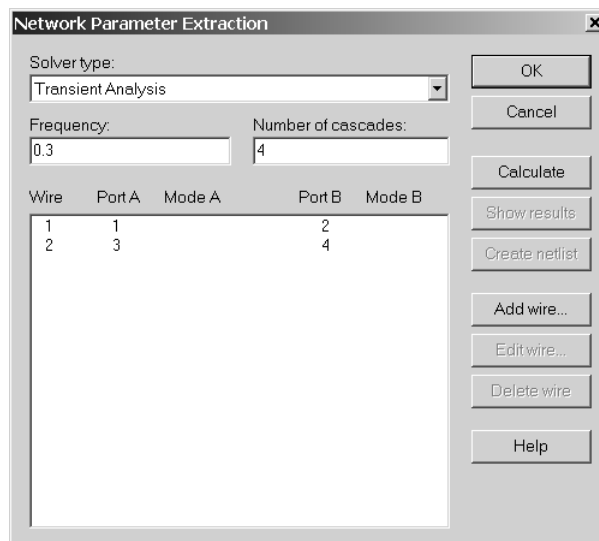 Network Parameter Extraction
Solver type:
Transient Analysis
Frequency:
Number of cascades:
0.3
4
Wire Port A Mode A Port B Mode B
1 1 2
2 3 4
OK
Cancel
Calculate
Show results
Create netlist
Add wire...
Edit wire...
Delete wire
Help